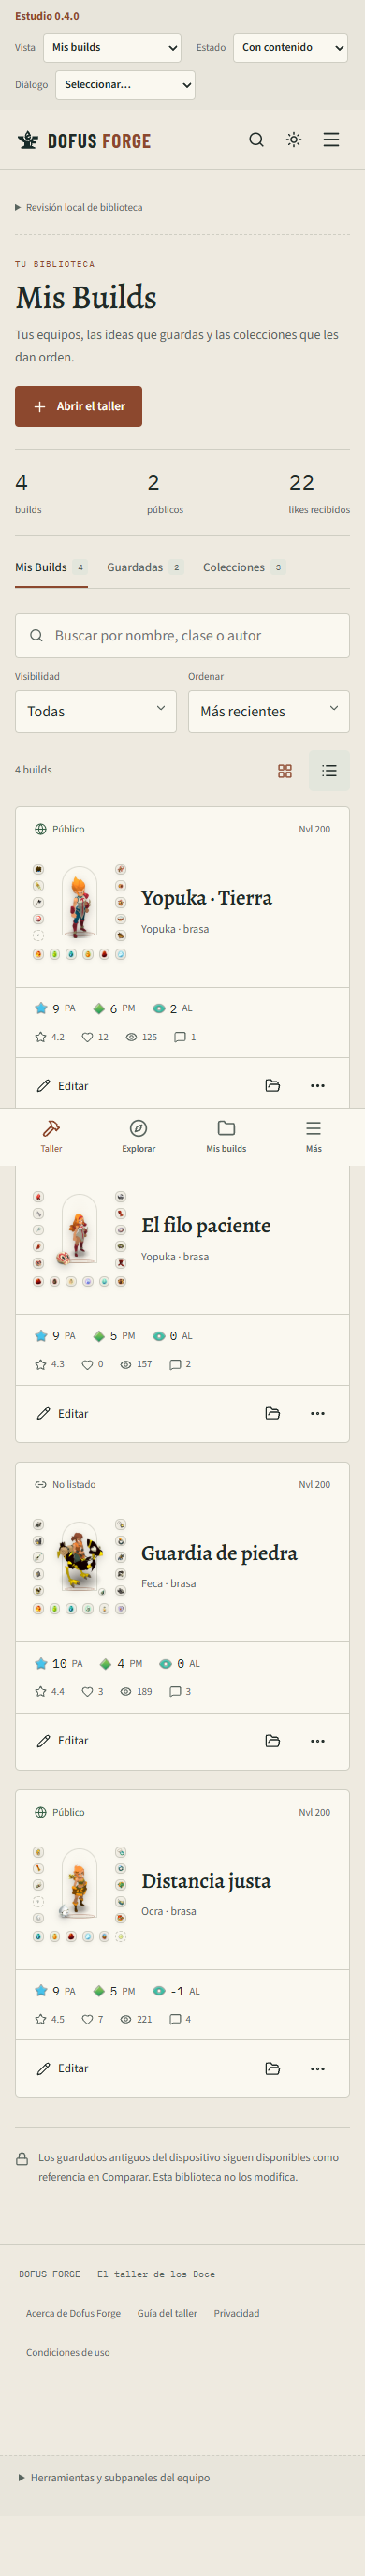 Estudio 0.4.0
Vista Mis builds Estado Con contenido
Diálogo Seleccionar...
DOFUS FORGE
Revisión local de biblioteca
TU BIBLIOTECA
Mis Builds
Tus equipos, las ideas que guardas y las colecciones que les
dan orden.
Abrir el taller
4 2 22
builds públicos likes recibidos
Mis Builds 4 Guardadas 2 Colecciones 3
Buscar por nombre, clase o autor
Visibilidad Ordenar
Todas Más recientes
4 builds
Público Nvl 200
Yopuka · Tierra
Yopuka · brasa
9 PA 6 PM 2 AL
4.2 12 125 1
Editar
Taller Explorar Mis builds Más
El filo paciente
Yopuka · brasa
9 PA 5 PM 0 AL
4.3 0 157 2
Editar
No listado Nvl 200
Guardia de piedra
Feca · brasa
10 PA 4 PM 0 AL
4.4 3 189 3
Editar
Público Nvl 200
Distancia justa
Ocra · brasa
9 PA 5 PM -1 AL
4.5 7 221 4
Editar
Los guardados antiguos del dispositivo siguen disponibles como
referencia en Comparar. Esta biblioteca no los modifica.
DOFUS FORGE · El taller de los Doce
Acerca de Dofus Forge Guía del taller Privacidad
Condiciones de uso
Herramientas y subpaneles del equipo